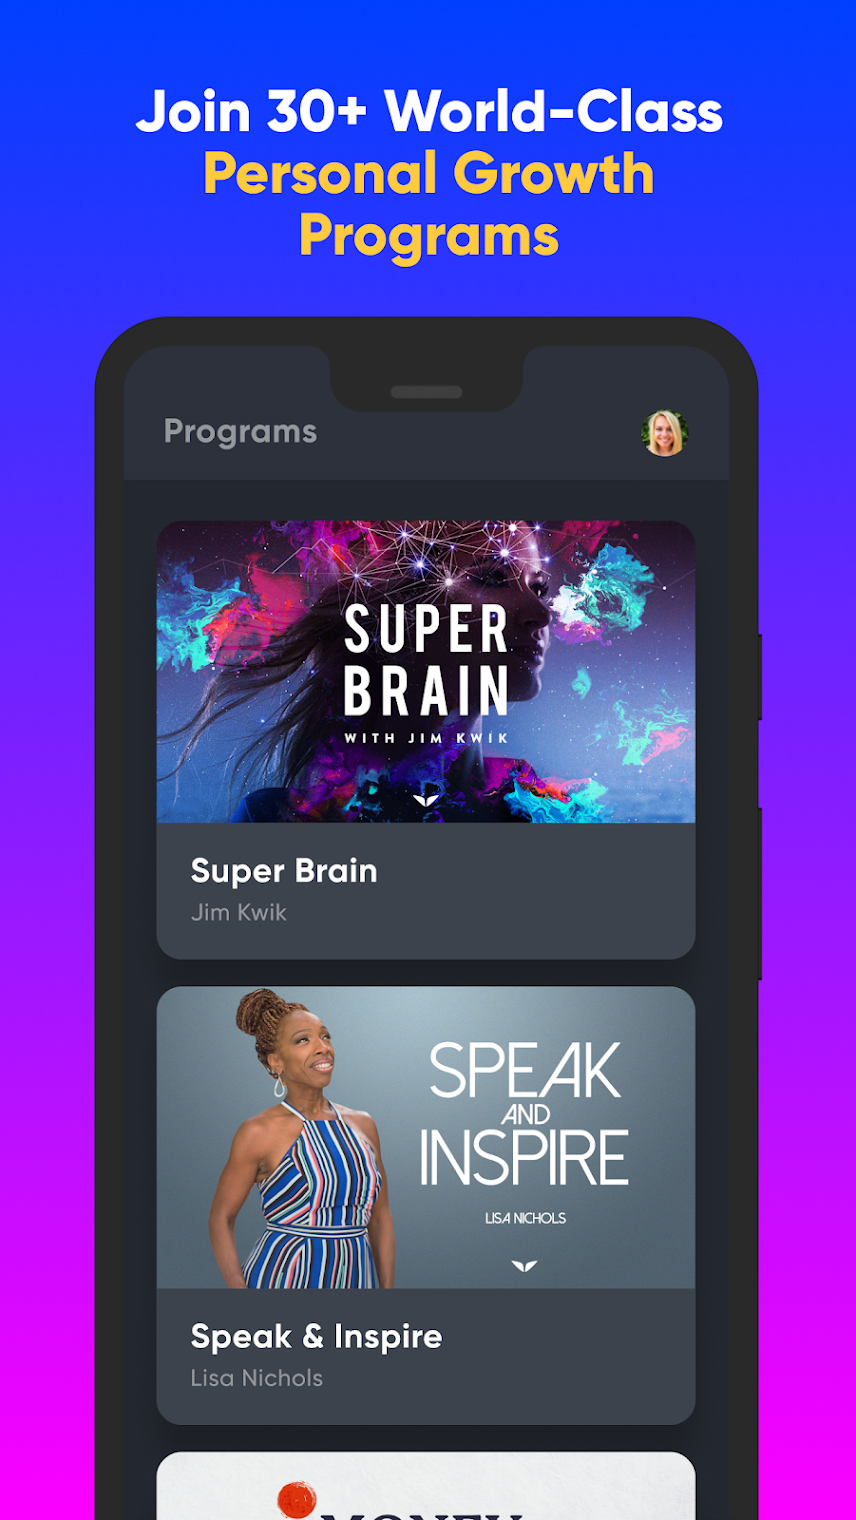 Join 30+ World-Class
Personal Growth
Programs
Programs
SUPER
BRAIN
WITH JIM KWIK
Super Brain
Jim Kwik
SPEAK
AND
INSPIRE
LISA NICHOLS
Speak & Inspire
Lisa Nichols